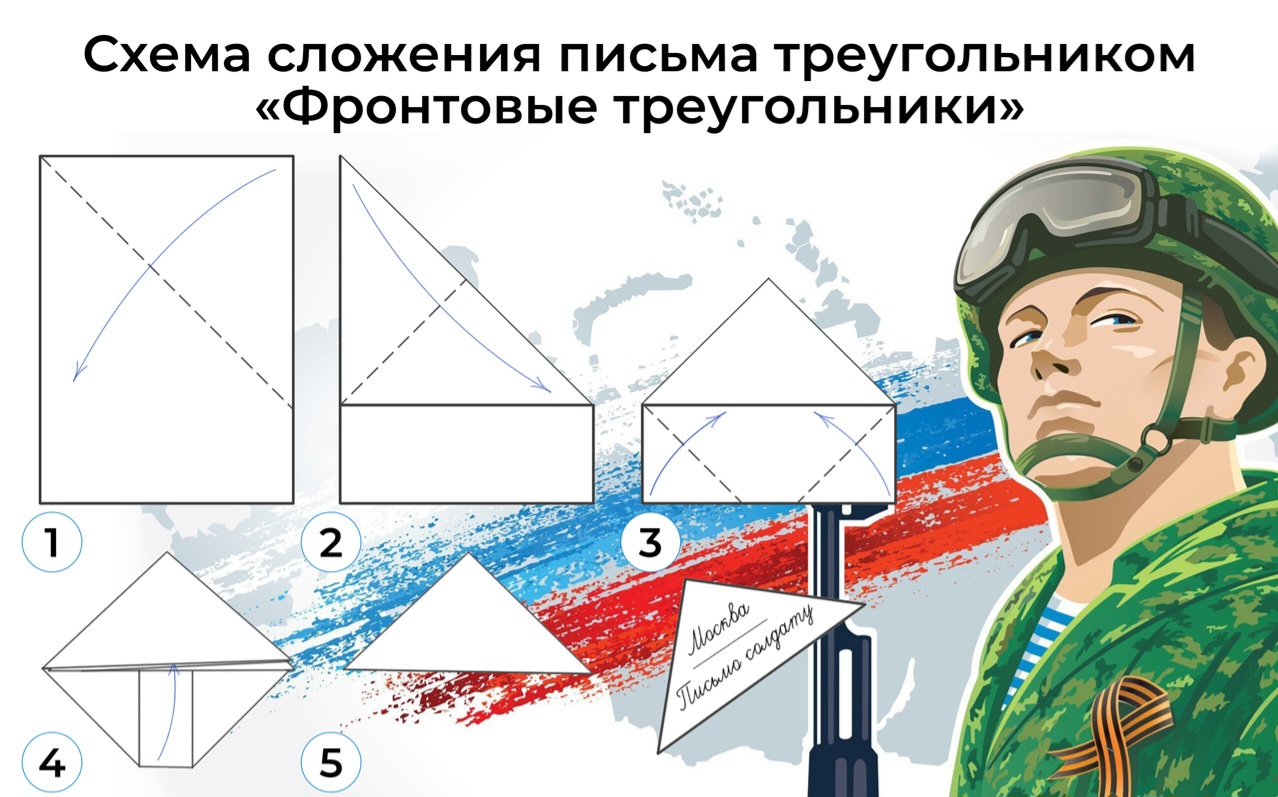 Схема сложения письма треугольником
«Фронтовые треугольники»
1
2
3
Москва
Письмо солдату
4
5